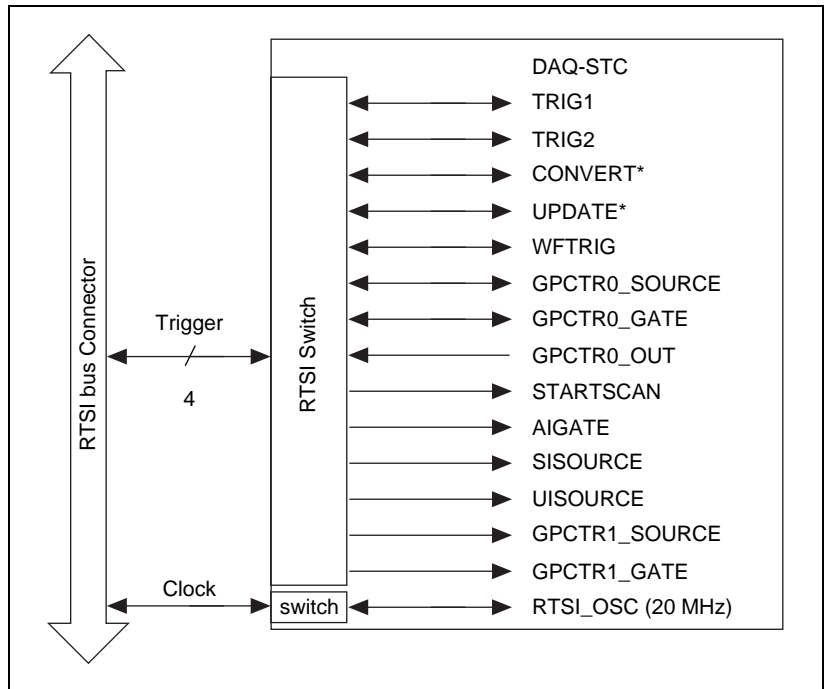 DAQ-STC
TRIG1
TRIG2
CONVERT*
UPDATE*
WFTRIG
GPCTR0_SOURCE
GPCTR0_GATE
GPCTR0_OUT
STARTSCAN
AIGATE
SISOURCE
UISOURCE
GPCTR1_SOURCE
GPCTR1_GATE
RTSI_OSC (20 MHz)
RTSI Switch
switch
Trigger
4
Clock
RTSI bus Connector